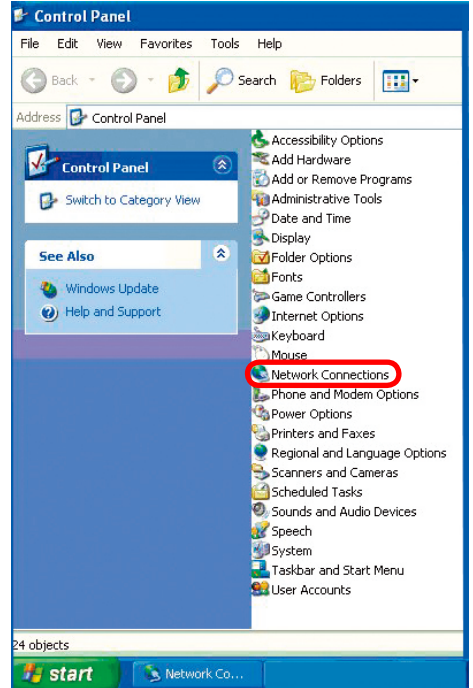 Control Panel
File Edit View Favorites Tools Help
Back Search Folders
Address Control Panel
Control Panel
Switch to Category View
See Also
Windows Update
Help and Support
Accessibility Options
Add Hardware
Add or Remove Programs
Administrative Tools
Date and Time
Display
Folder Options
Fonts
Game Controllers
Internet Options
Keyboard
Mouse
Network Connections
Phone and Modem Options
Power Options
Printers and Faxes
Regional and Language Options
Scanners and Cameras
Scheduled Tasks
Sounds and Audio Devices
Speech
System
Taskbar and Start Menu
User Accounts
24 objects
start Network Co...